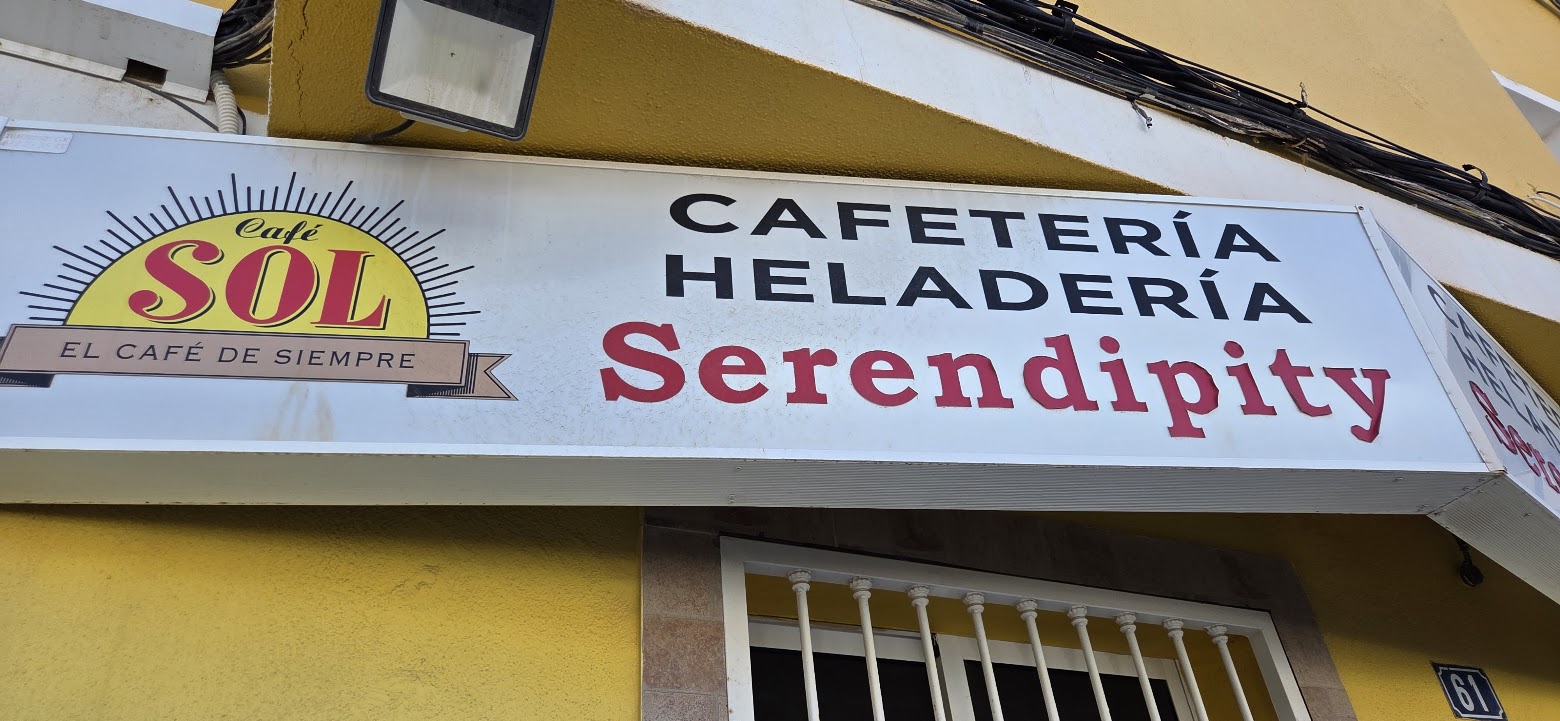 Café
SOL
EL CAFÉ DE SIEMPRE
CAFETERÍA
HELADERÍA
Serendipity
61